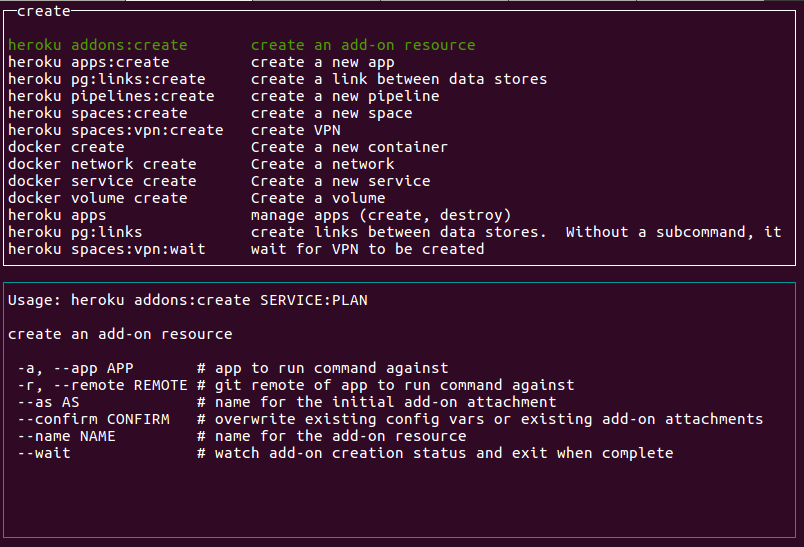 create
heroku addons:create create an add-on resource
heroku apps:create create a new app
heroku pg:links:create create a link between data stores
heroku pipelines:create create a new pipeline
heroku spaces:create create a new space
heroku spaces:vpn:create create VPN
docker create Create a new container
docker network create Create a network
docker service create Create a new service
docker volume create Create a volume
heroku apps manage apps (create, destroy)
heroku pg:links create links between data stores.  Without a subcommand, it
heroku spaces:vpn:wait wait for VPN to be created
Usage: heroku addons:create SERVICE:PLAN
create an add-on resource
-a, --app APP # app to run command against
-r, --remote REMOTE # git remote of app to run command against
--as AS # name for the initial add-on attachment
--confirm CONFIRM # overwrite existing config vars or existing add-on attachments
--name NAME # name for the add-on resource
--wait # watch add-on creation status and exit when complete